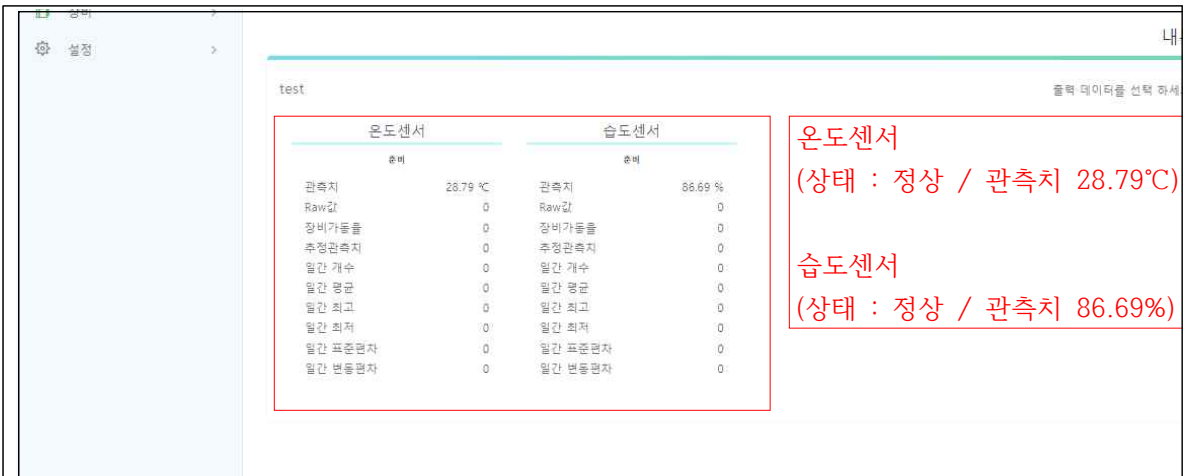 장비
설정
내
test
출력 데이터를 선택 하세
온도센서 습도센서
준비 준비
관측치 28.79 ℃ 관측치 86.69 %
Raw값 0 Raw값 0
장비가동율 0 장비가동율 0
추정관측치 0 추정관측치 0
일간 개수 0 일간 개수 0
일간 평균 0 일간 평균 0
일간 최고 0 일간 최고 0
일간 최저 0 일간 최저 0
일간 표준편차 0 일간 표준편차 0
일간 변동편차 0 일간 변동편차 0
온도센서
(상태 : 정상 / 관측치 28.79℃)
습도센서
(상태 : 정상 / 관측치 86.69%)